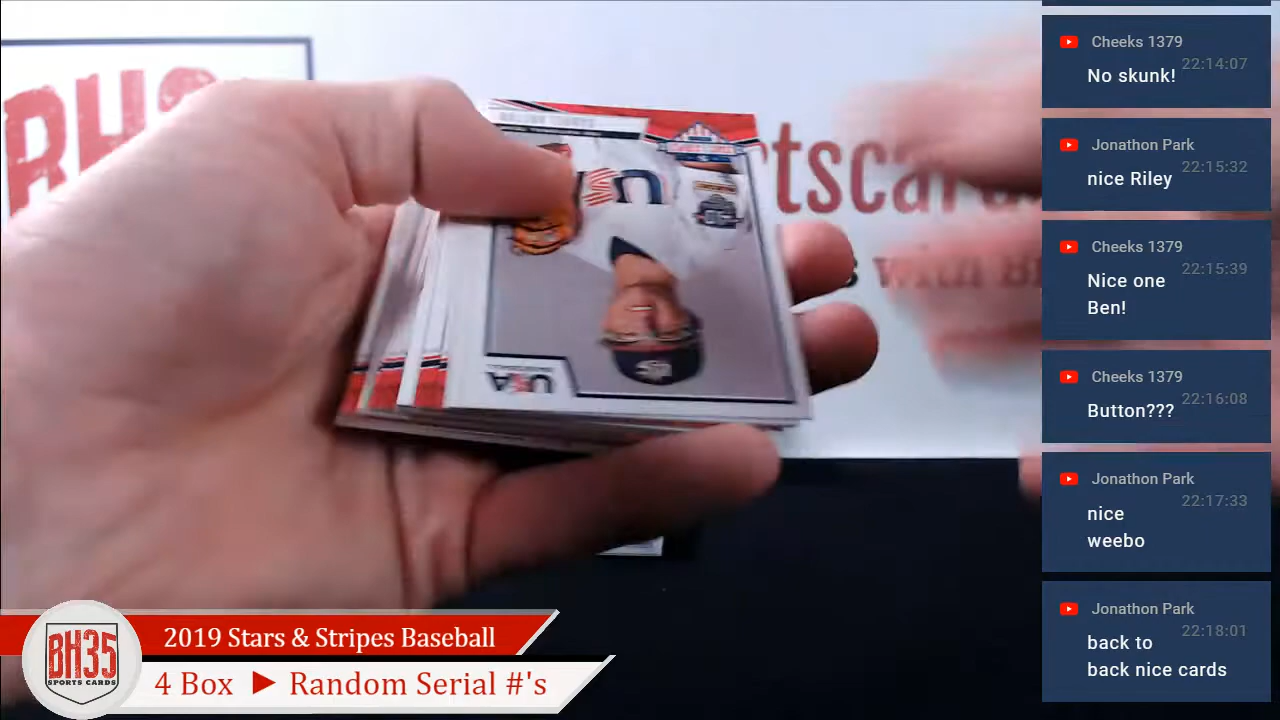 BH3
tscar
s with B
USA
USA
Cheeks 1379
22:14:07
No skunk!
Jonathon Park
22:15:32
nice Riley
Cheeks 1379
22:15:39
Nice one
Ben!
Cheeks 1379
22:16:08
Button???
Jonathon Park
22:17:33
nice
weebo
Jonathon Park
22:18:01
back to
back nice cards
BH35
SPORTS CARDS
2019 Stars & Stripes Baseball
4 Box ► Random Serial #'s